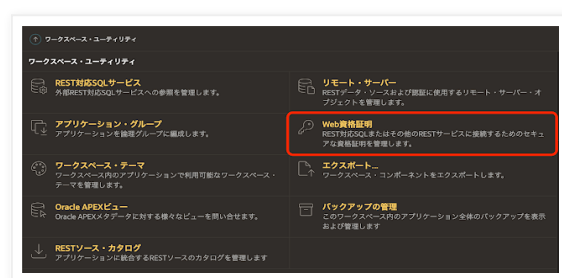 ワークスペース・ユーティリティ
ワークスペース・ユーティリティ
REST対応SQLサービス
外部REST対応SQLサービスへの参照を管理します。
リモート・サーバー
RESTデータ・ソースおよび認証に使用するリモート・サーバー・オ
ブジェクトを管理します。
アプリケーション・グループ
アプリケーションを論理グループに編成します。
Web資格証明
REST対応SQLまたはその他のRESTサービスに接続するためのセキュ
アな資格証明を管理します。
ワークスペース・テーマ
ワークスペース内のアプリケーションで利用可能なワークスペース・
テーマを管理します。
エクスポート...
ワークスペース・コンポーネントをエクスポートします。
Oracle APEXビュー
Oracle APEXメタデータに対する様々なビューを問い合せます。
バックアップの管理
このワークスペース内のアプリケーション全体のバックアップを表示
および管理します
RESTソース・カタログ
アプリケーションに統合するRESTソースのカタログを管理します